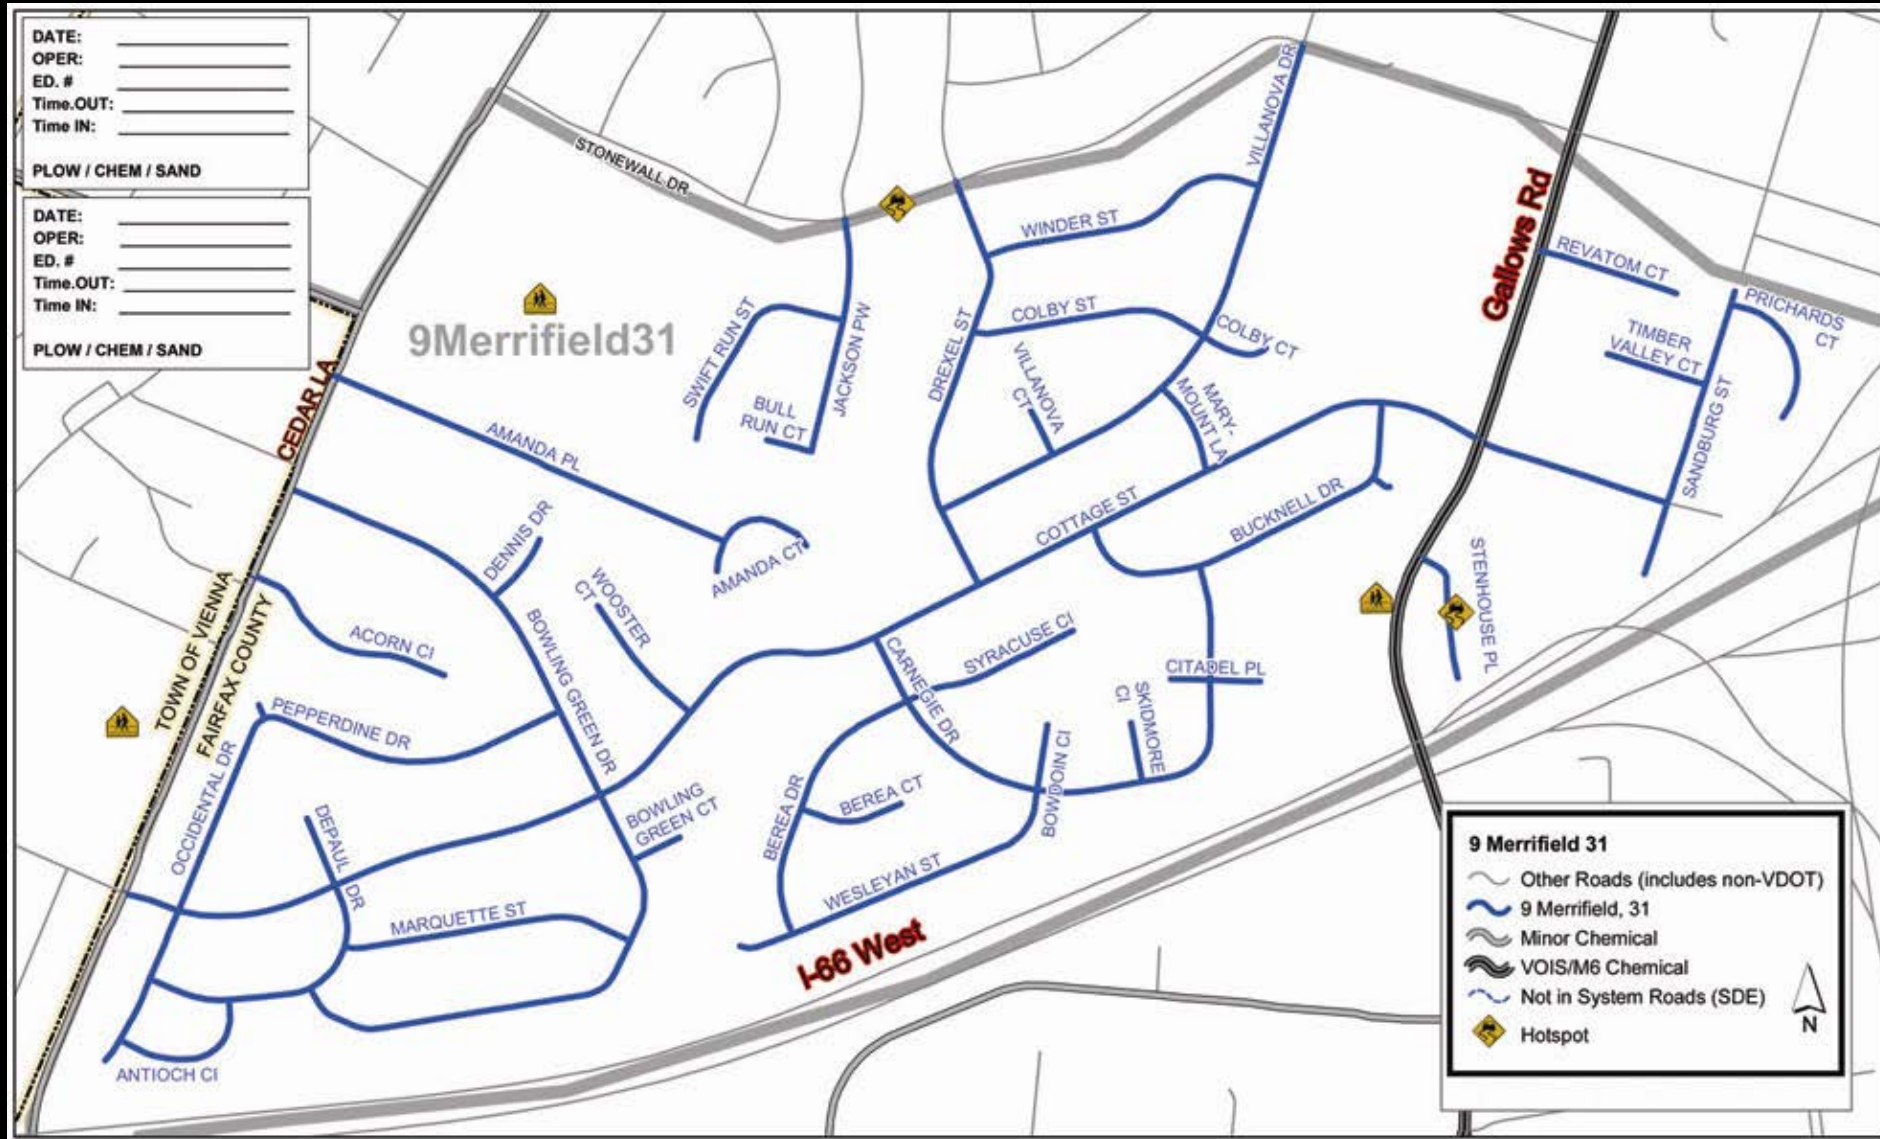 DATE:
OPER:
ED. #
Time.OUT:
Time IN:
PLOW / CHEM / SAND
DATE:
OPER:
ED. #
Time.OUT:
Time IN:
PLOW / CHEM / SAND
STONEWALL DR
VILLANOVA DR
WINDER ST
Gallows Rd
REVATOM CT
PRICHARDS
CT
TIMBER
VALLEY CT
SANDBURG ST
9Merrifield31
SWIFT RUN ST
JACKSON PW
BULL
RUN CT
DREXEL ST
COLBY ST
COLBY CT
VILLANOVA
CT
MARY-
MOUNT LA
CEDAR LA
AMANDA PL
AMANDA CT
DENNIS DR
WOOSTER
CT
COTTAGE ST
BUCKNELL DR
STENHOUSE PL
TOWN OF VIENNA
FAIRFAX COUNTY
ACORN CI
BOWLING GREEN DR
PEPPERDINE DR
OCCIDENTAL DR
CARNEGIE DR
SYRACUSE CI
CITADEL PL
SKIDMORE
CI
BOWDOIN CI
BEREA DR
BEREA CT
BOWLING
GREEN CT
DEPAUL DR
MARQUETTE ST
WESLEYAN ST
I-66 West
ANTIOCH CI
9 Merrifield 31
Other Roads (includes non-VDOT)
9 Merrifield, 31
Minor Chemical
VOIS/M6 Chemical
Not in System Roads (SDE)
Hotspot
N